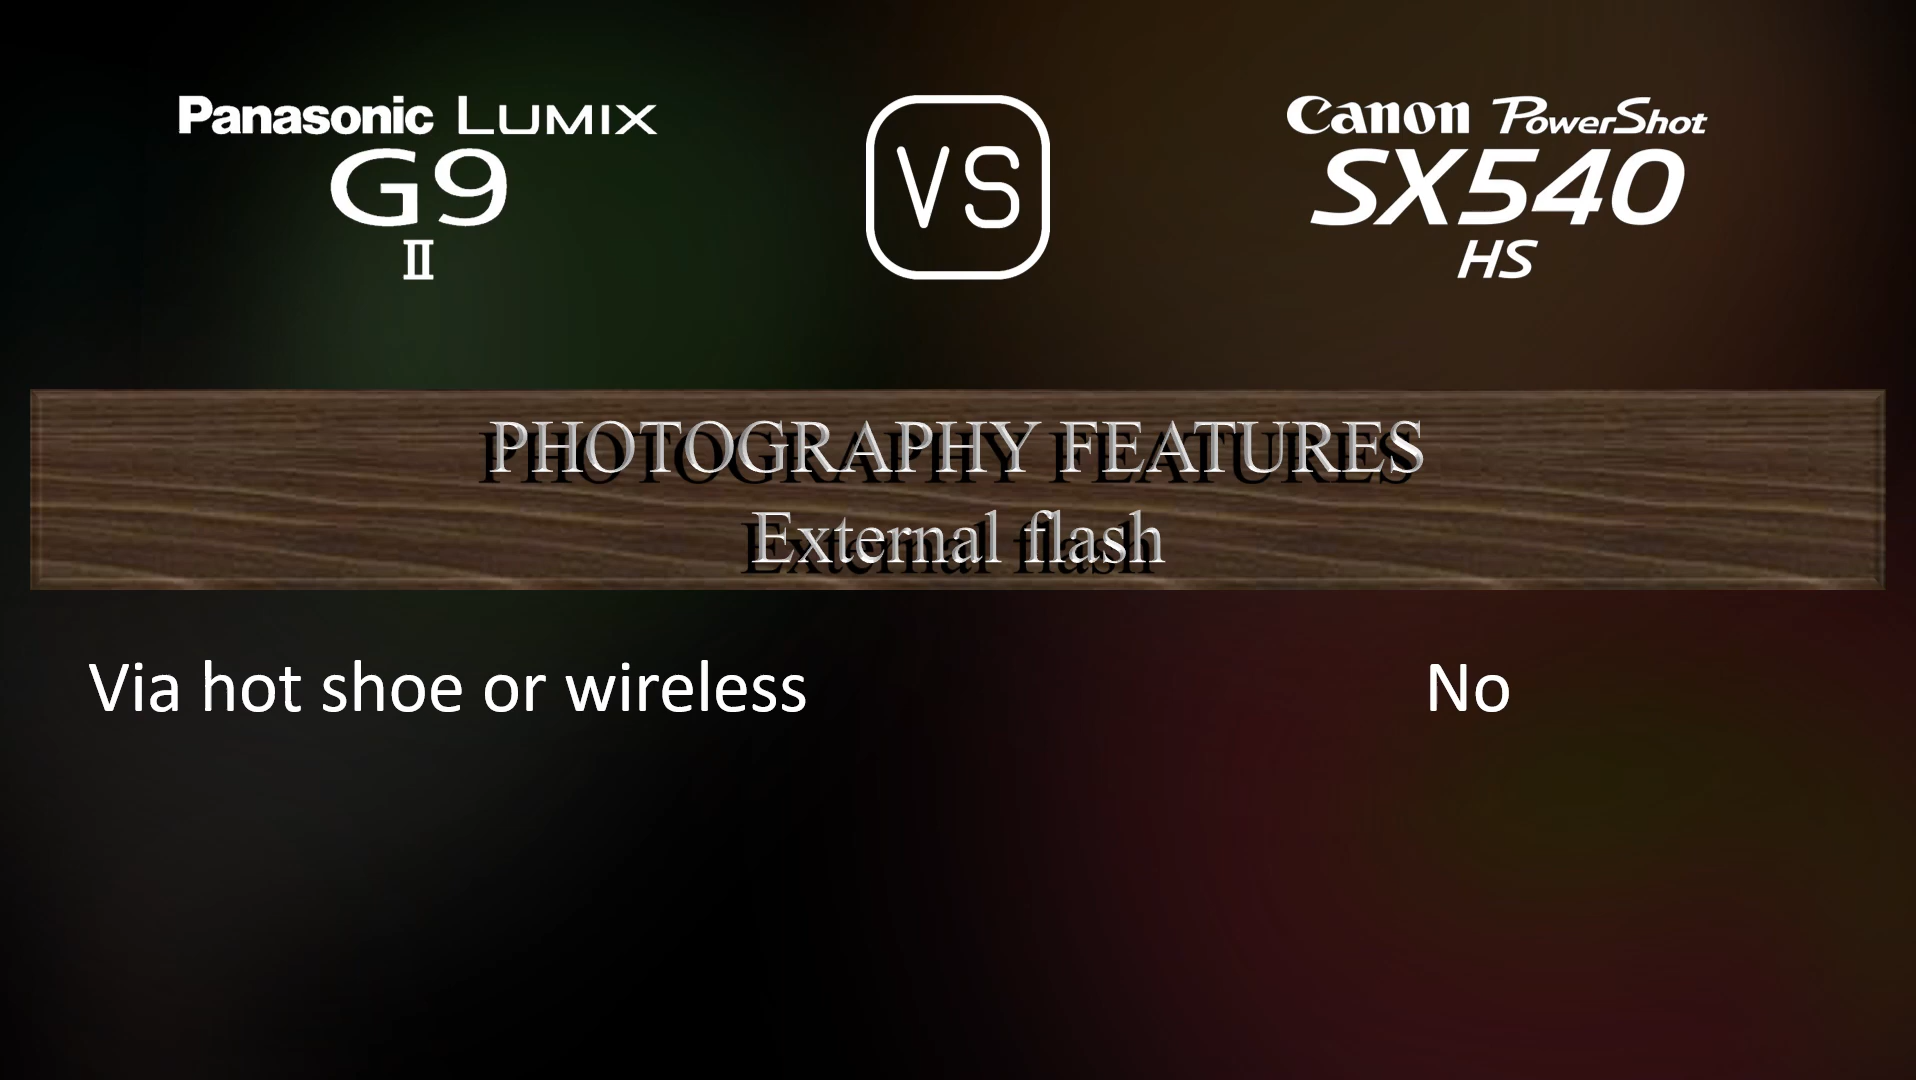 Panasonic LUMIX
G9
II
VS
Canon PowerShot
SX540
HS
PHOTOGRAPHY FEATURES
External flash
Via hot shoe or wireless
No